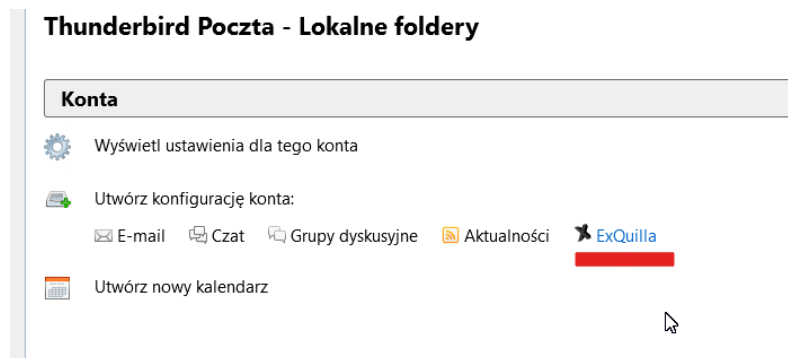 Thunderbird Poczta - Lokalne foldery
Konta
Wyświetl ustawienia dla tego konta
Utwórz konfigurację konta:
E-mail Czat Grupy dyskusyjne Aktualności ExQuilla
Utwórz nowy kalendarz